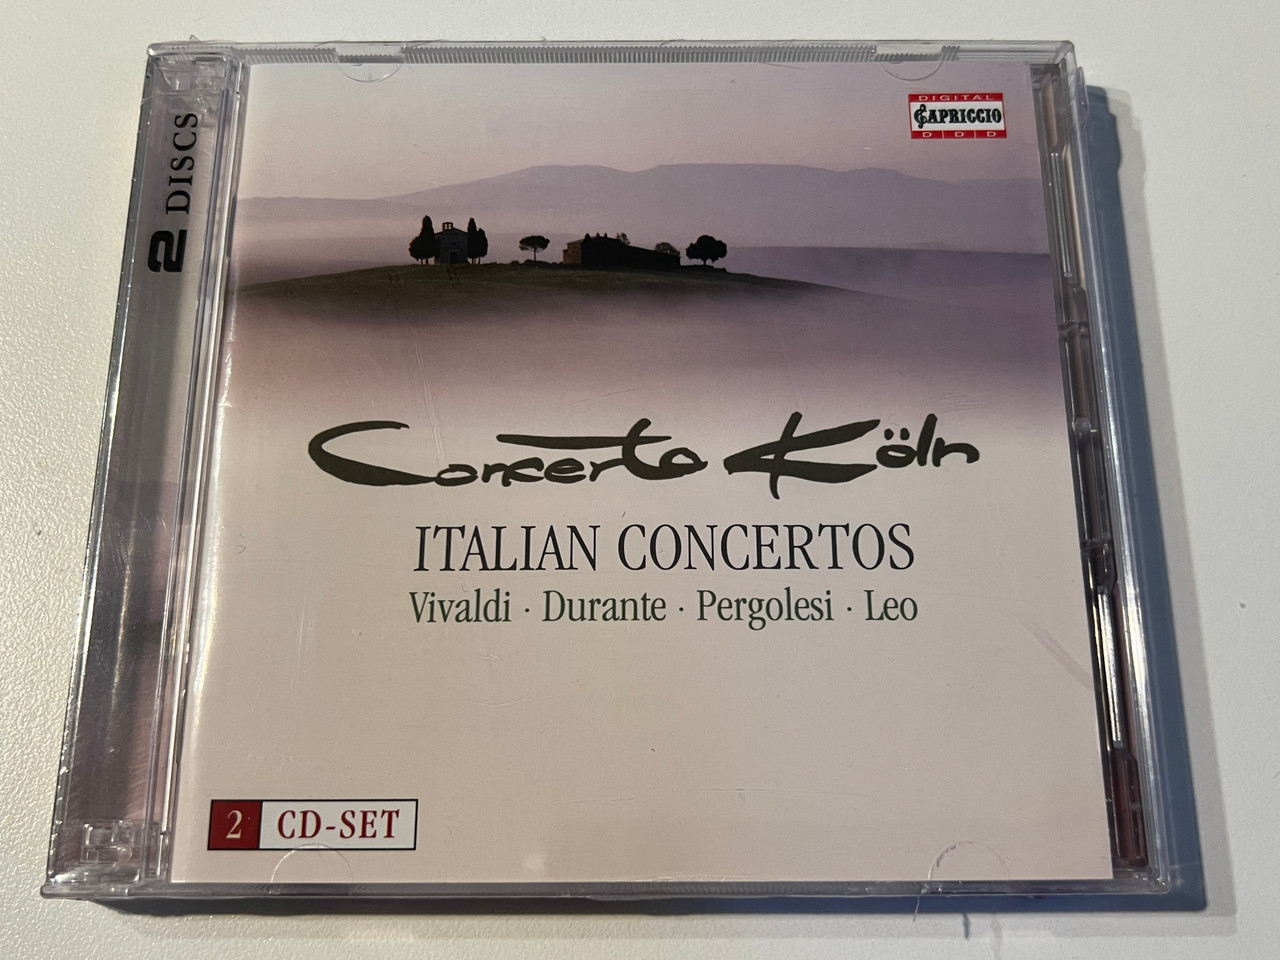 2 DISCS
DIGITAL
CAPRICCIO
D D D
Concerto Köln
ITALIAN CONCERTOS
Vivaldi · Durante · Pergolesi · Leo
2 CD-SET